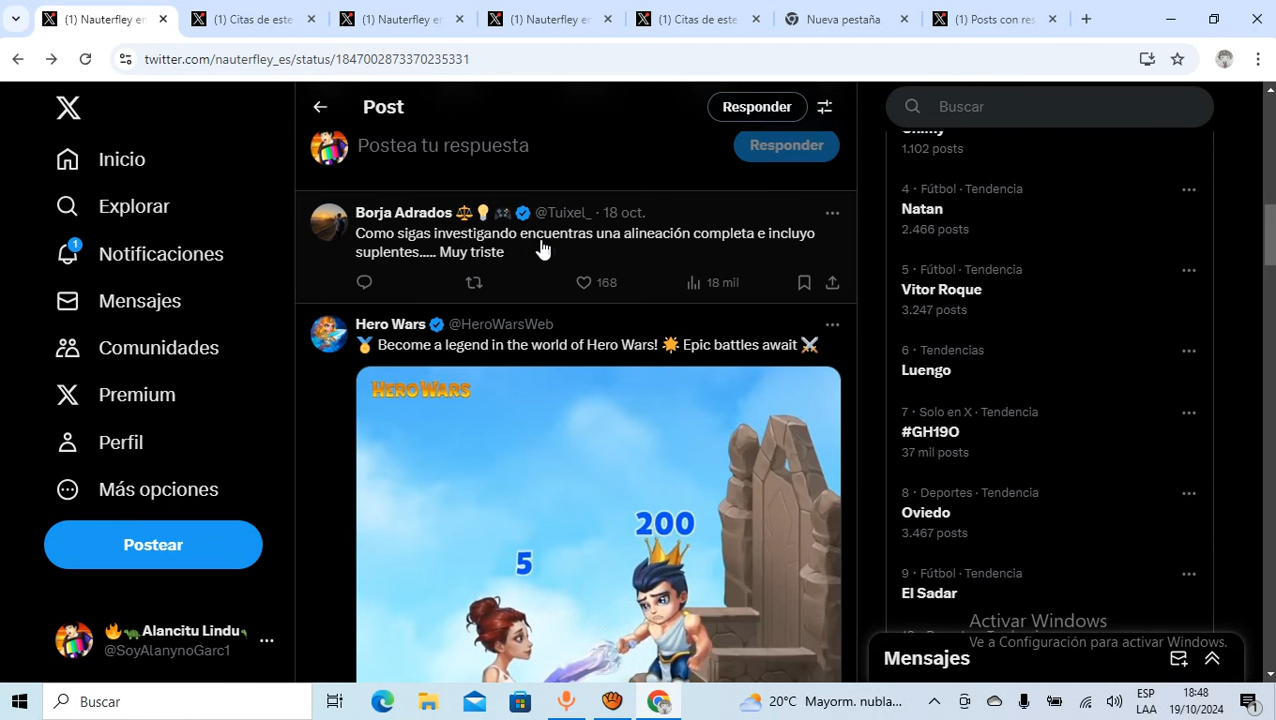 (1) Nauterfley en
(1) Citas de este
(1) Nauterfley en
(1) Nauterfley en
(1) Citas de este
Nueva pestaña
(1) Posts con res
twitter.com/nauterfley_es/status/1847002873370235331
Inicio
Explorar
1
Notificaciones
Mensajes
Comunidades
Premium
Perfil
Más opciones
Postear
🔥🦖Alancitu Lindu
@SoyAlanynoGarc1
Post
Responder
Postea tu respuesta
Responder
Borja Adrados ⚖️💡🎮 @Tuixel_ · 18 oct.
Como sigas investigando encuentras una alineación completa e incluyo
suplentes..... Muy triste
168
18 mil
Hero Wars @HeroWarsWeb
🏅 Become a legend in the world of Hero Wars! 🌟 Epic battles await ⚔️
HERO WARS
200
5
Buscar
1.102 posts
4 · Fútbol · Tendencia
Natan
2.466 posts
5 · Fútbol · Tendencia
Vitor Roque
3.247 posts
6 · Tendencias
Luengo
7 · Solo en X · Tendencia
#GH19O
37 mil posts
8 · Deportes · Tendencia
Oviedo
3.467 posts
9 · Fútbol · Tendencia
El Sadar
Activar Windows
Ve a Configuración para activar Windows.
Mensajes
Buscar
20°C Mayorm. nubla...
ESP
LAA
18:48
19/10/2024
1